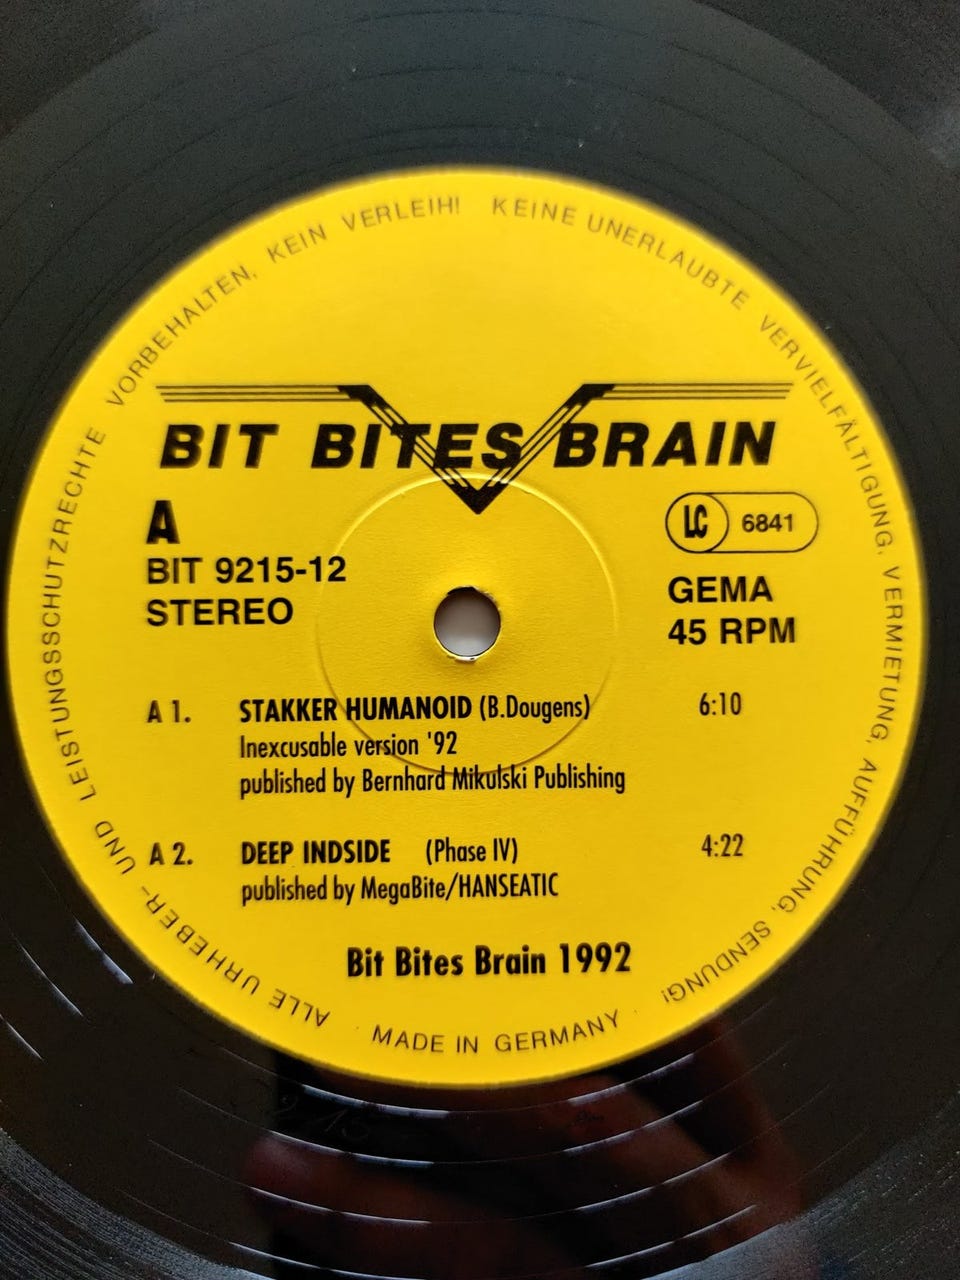 ALLE URHEBER- UND LEISTUNGSSCHUTZRECHTE VORBEHALTEN, KEIN VERLEIH! KEINE UNERLAUBTE VERVIELFÄLTIGUNG, VERMIETUNG, AUFFÜHRUNG, SENDUNG!
BIT BITES BRAIN
A
LC 6841
BIT 9215-12
GEMA
STEREO
45 RPM
A 1. STAKKER HUMANOID (B.Dougens) 6:10
Inexcusable version '92
published by Bernhard Mikulski Publishing
A 2. DEEP INDSIDE (Phase IV) 4:22
published by MegaBite/HANSEATIC
Bit Bites Brain 1992
MADE IN GERMANY